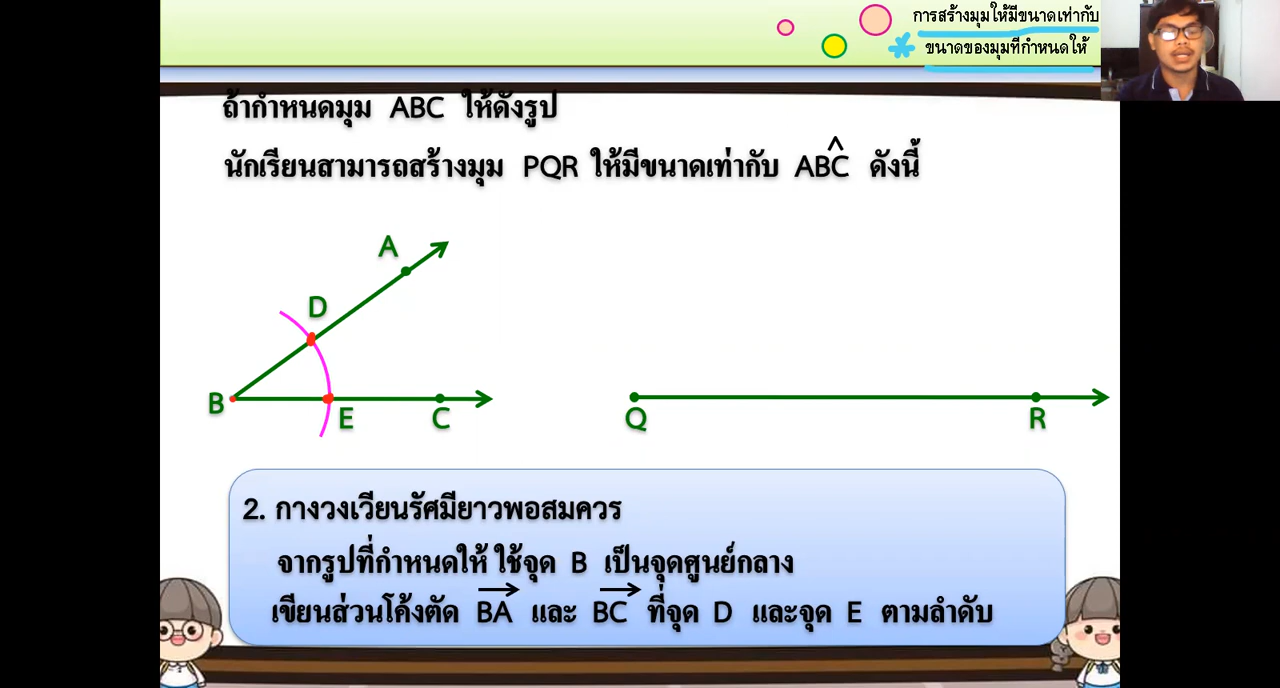 การสร้างมุมให้มีขนาดเท่ากับ
ขนาดของมุมที่กำหนดให้
ถ้ากำหนดมุม ABC ให้ดังรูป
นักเรียนสามารถสร้างมุม PQR ให้มีขนาดเท่ากับ AB̂C ดังนี้
A
D
B
E
C
Q
R
2. กางวงเวียนรัศมียาวพอสมควร
จากรูปที่กำหนดให้ ใช้จุด B เป็นจุดศูนย์กลาง
เขียนส่วนโค้งตัด BA และ BC ที่จุด D และจุด E ตามลำดับ